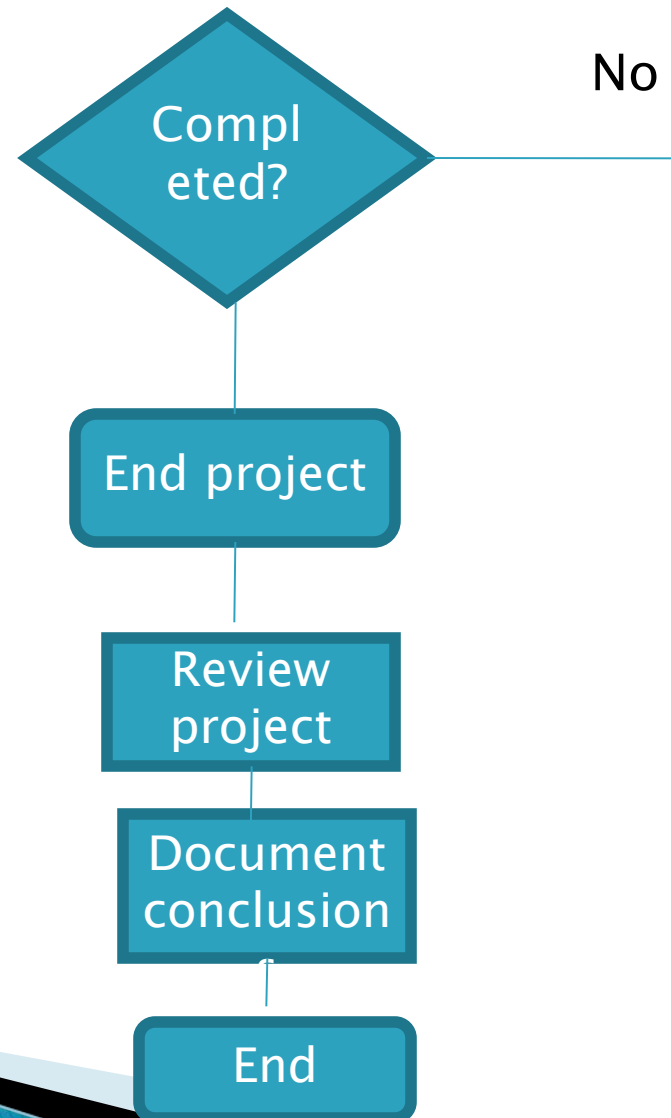 No
Compl
eted?
End project
Review
project
Document
conclusion
End